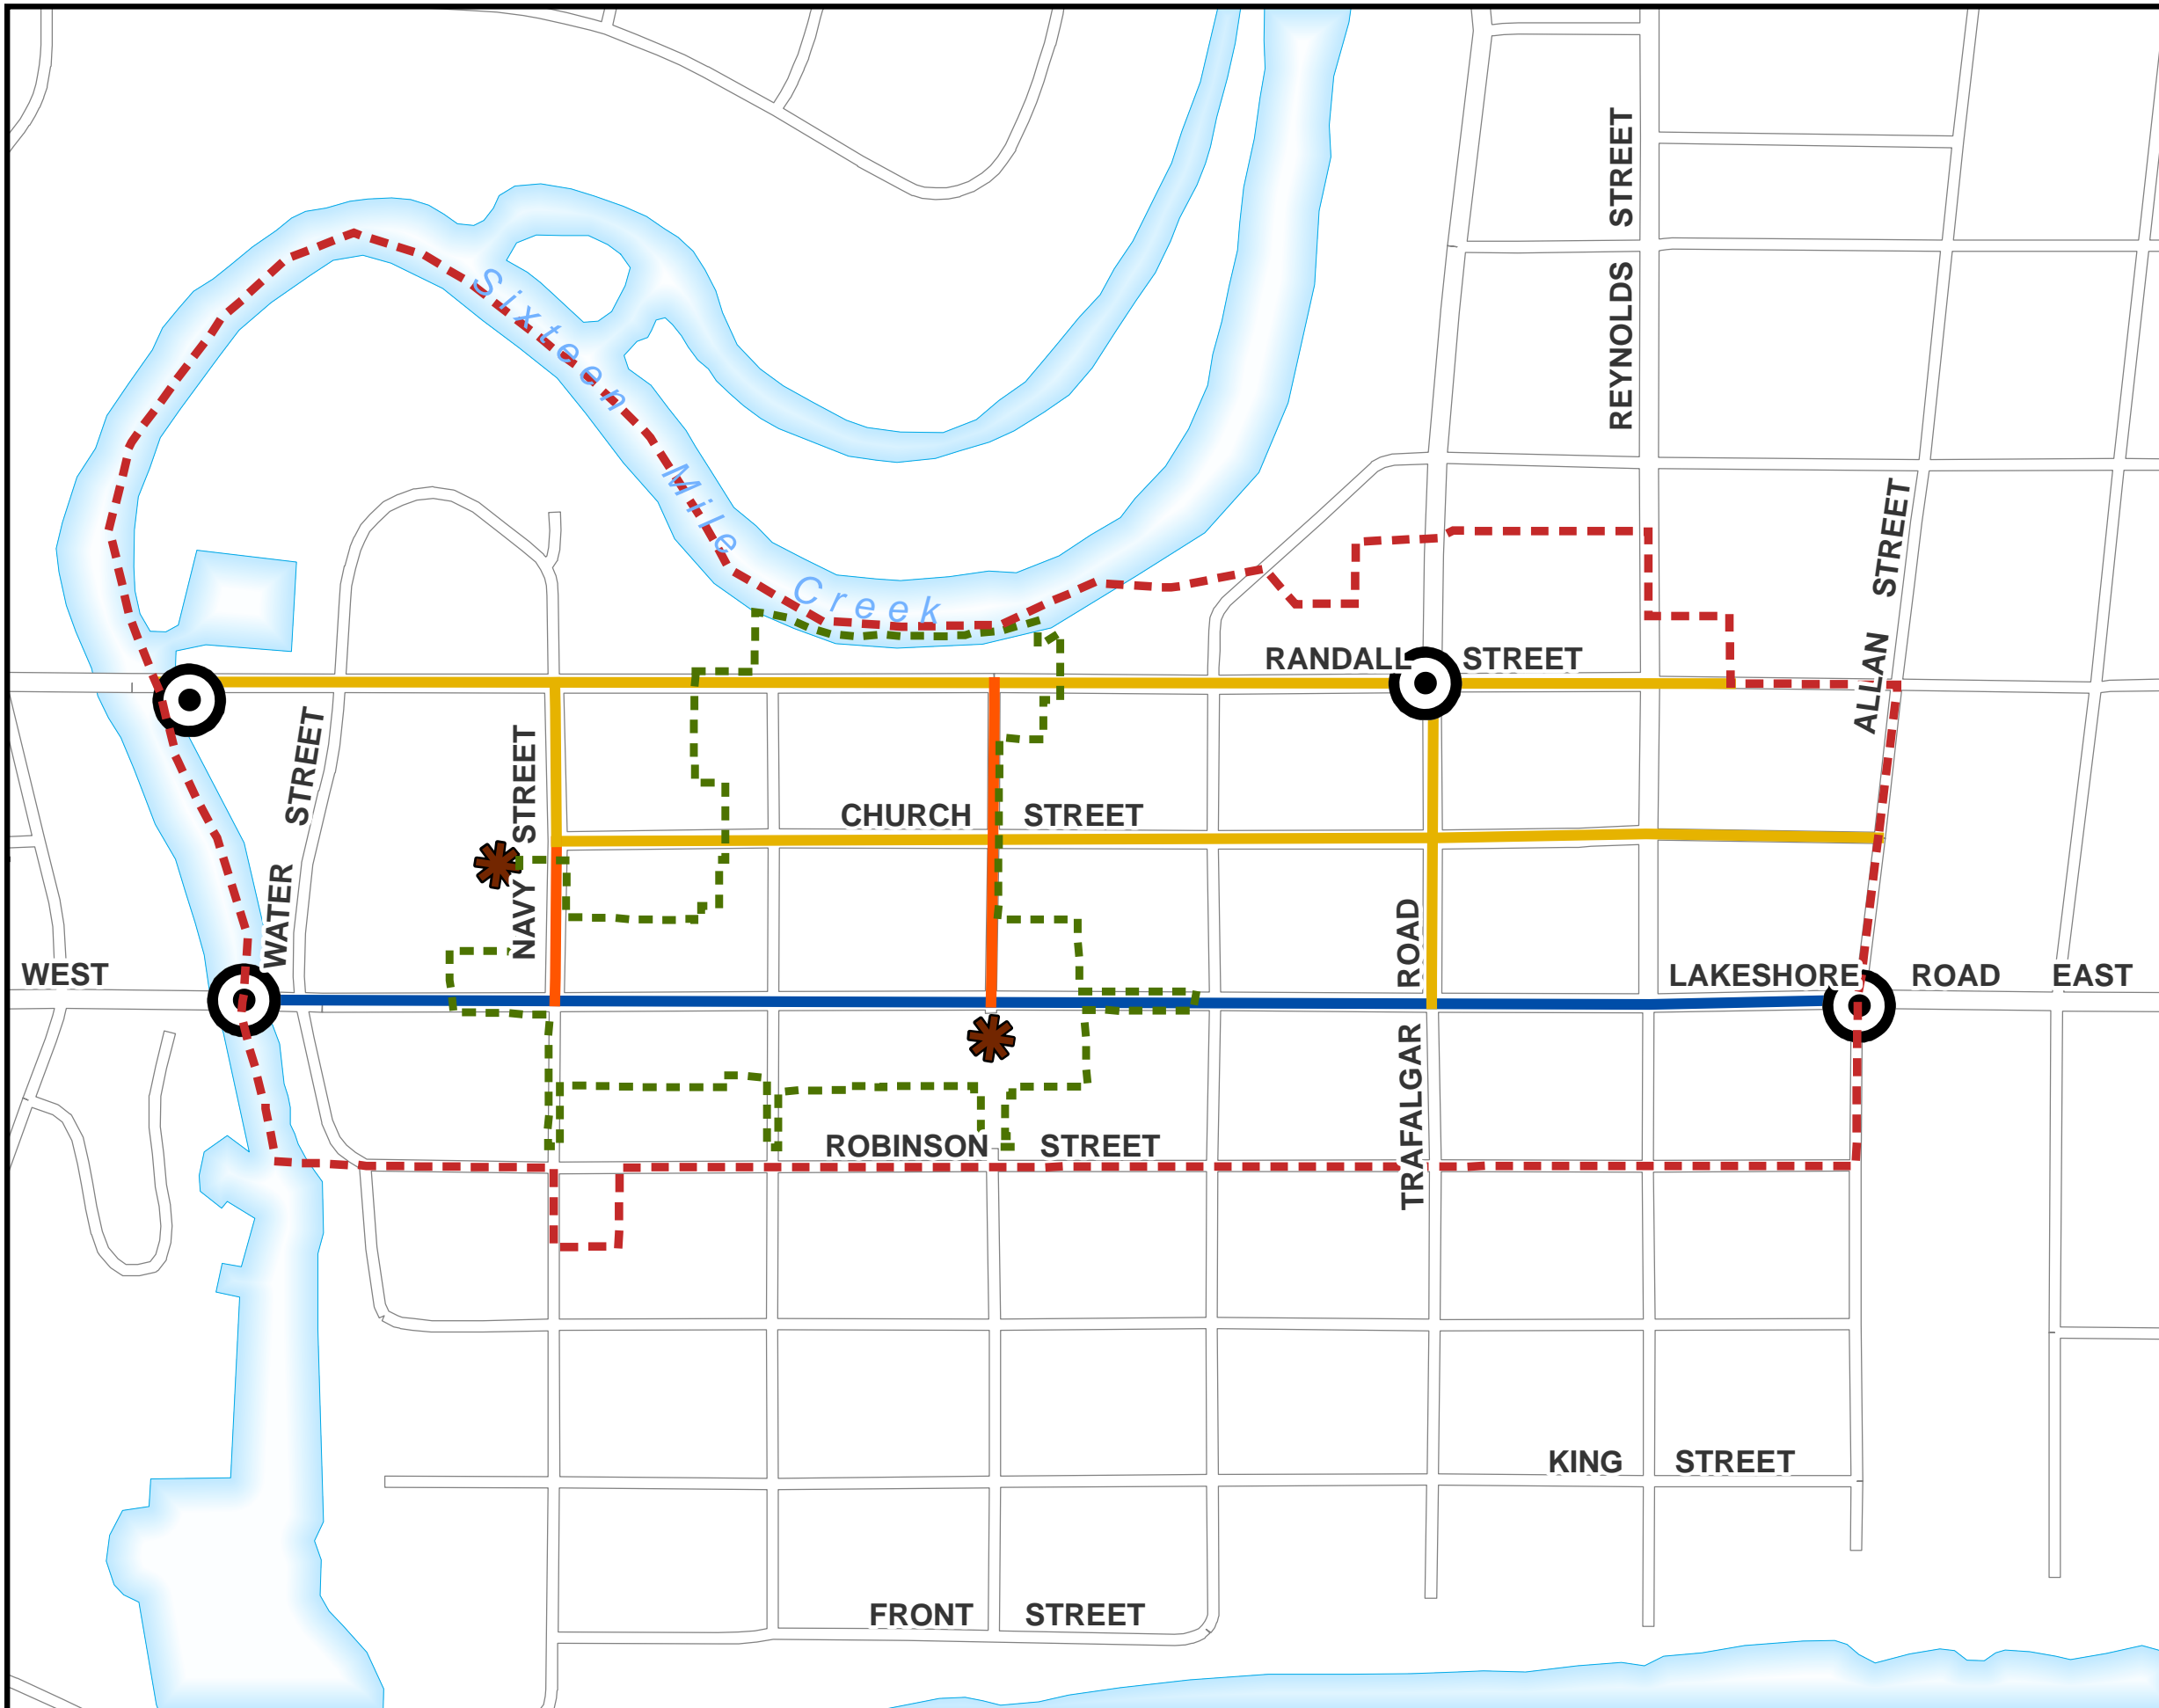 REYNOLDS STREET
Sixteen Mile Creek
ALLAN STREET
RANDALL STREET
WATER STREET
NAVY STREET
CHURCH STREET
WEST
LAKESHORE ROAD EAST
TRAFALGAR ROAD
ROBINSON STREET
KING STREET
FRONT STREET